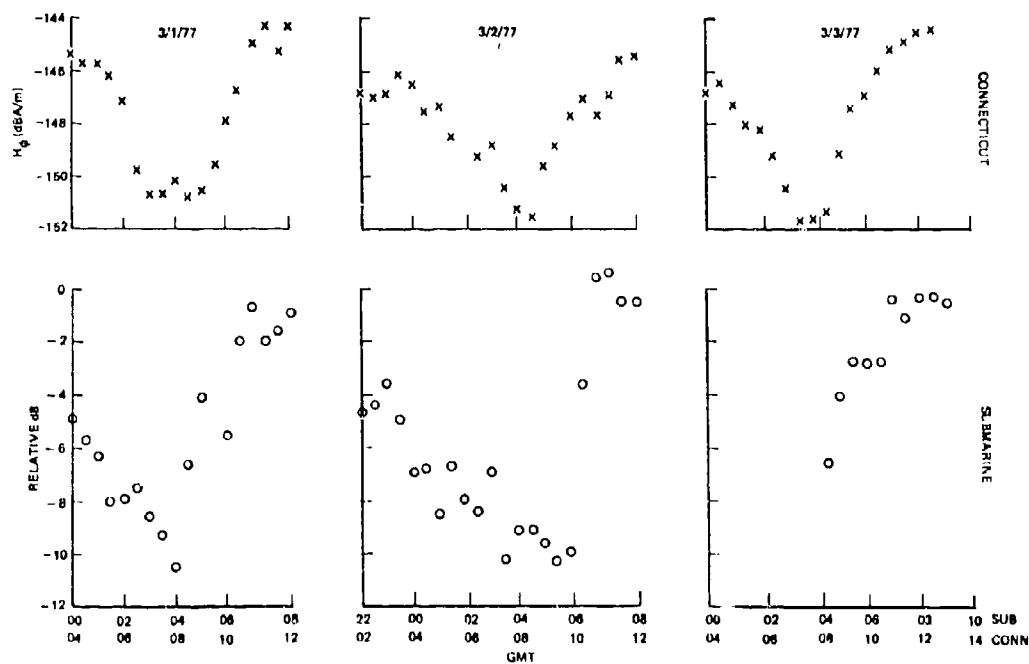 3/1/77
3/2/77
3/3/77
-144
-146
-148
-150
-152
Hϕ (dBA/m)
CONNECTICUT
0
-2
-4
-6
-8
-10
-12
RELATIVE dB
SUBMARINE
00 02 04 06 08
04 06 08 10 12
22 00 02 04 06 08
02 04 06 08 10 12
00 02 04 06 10 SUB
04 06 10 14 CONN
GMT